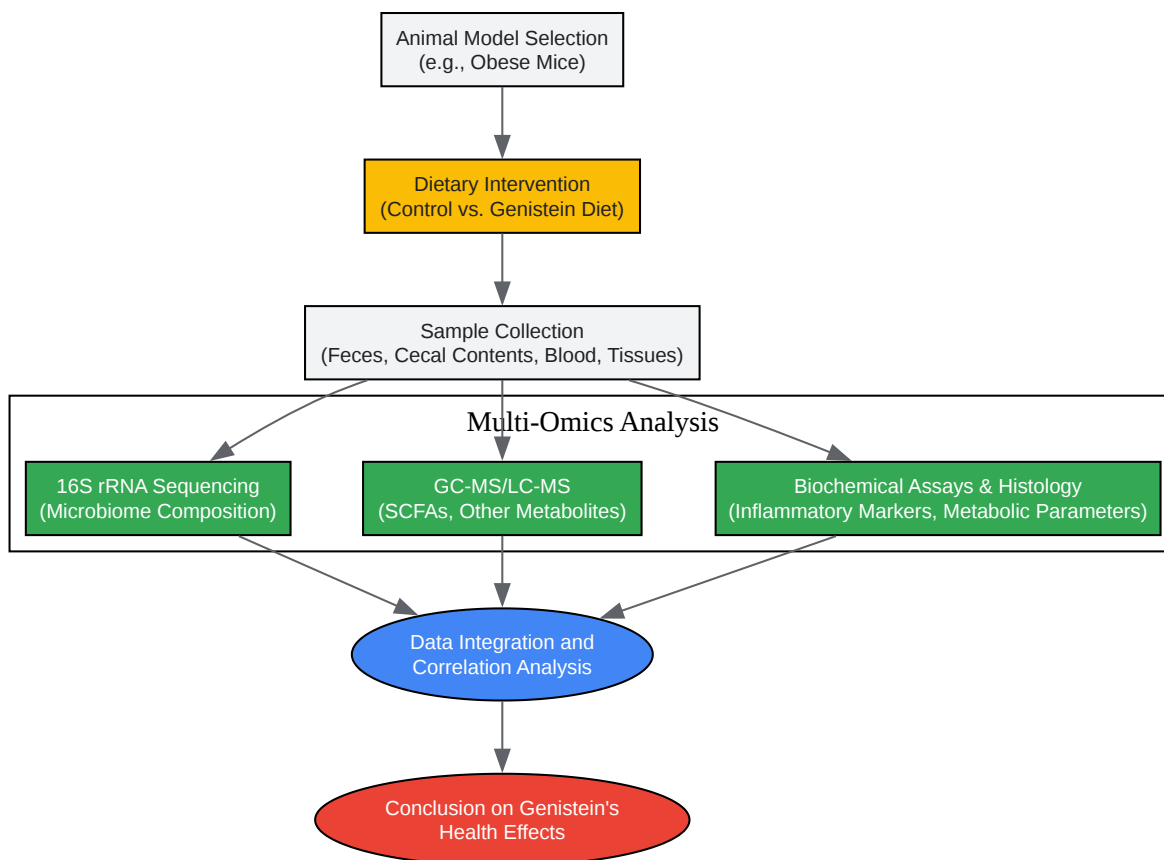 Animal Model Selection
(e.g., Obese Mice)
Dietary Intervention
(Control vs. Genistein Diet)
Sample Collection
(Feces, Cecal Contents, Blood, Tissues)
Multi-Omics Analysis
16S rRNA Sequencing
(Microbiome Composition)
GC-MS/LC-MS
(SCFAs, Other Metabolites)
Biochemical Assays & Histology
(Inflammatory Markers, Metabolic Parameters)
Data Integration and
Correlation Analysis
Conclusion on Genistein's
Health Effects